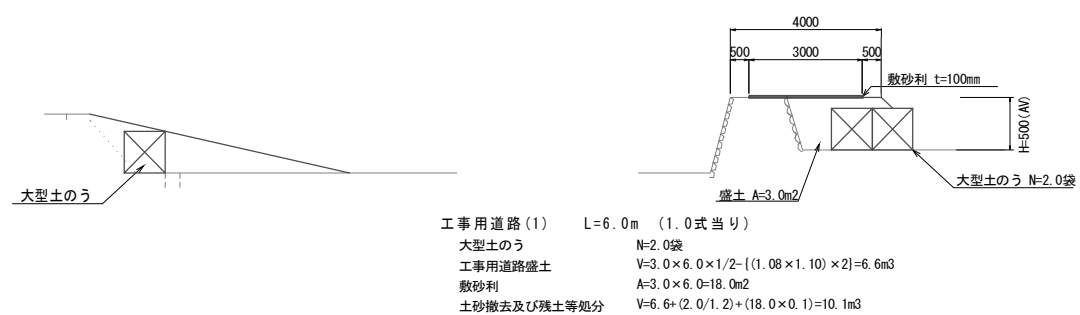 4000
500 3000 500
敷砂利 t=100mm
H=500(AV)
大型土のう
盛土 A=3.0m2
大型土のう N=2.0袋
工事用道路(1) L=6.0m (1.0式当り)
大型土のう N=2.0袋
工事用道路盛土 V=3.0×6.0×1/2-{(1.08×1.10)×2}=6.6m3
敷砂利 A=3.0×6.0=18.0m2
土砂撤去及び残土等処分 V=6.6+(2.0/1.2)+(18.0×0.1)=10.1m3